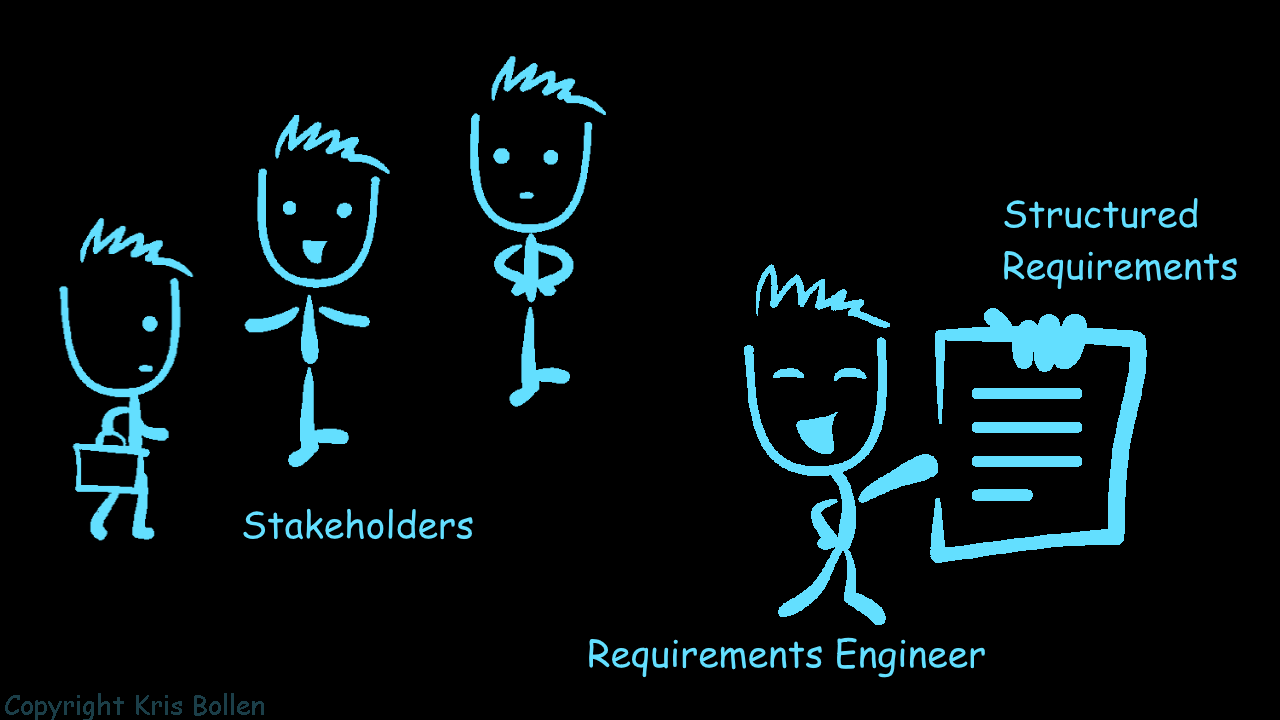 Structured
Requirements
Stakeholders
Requirements Engineer
Copyright Kris Bollen